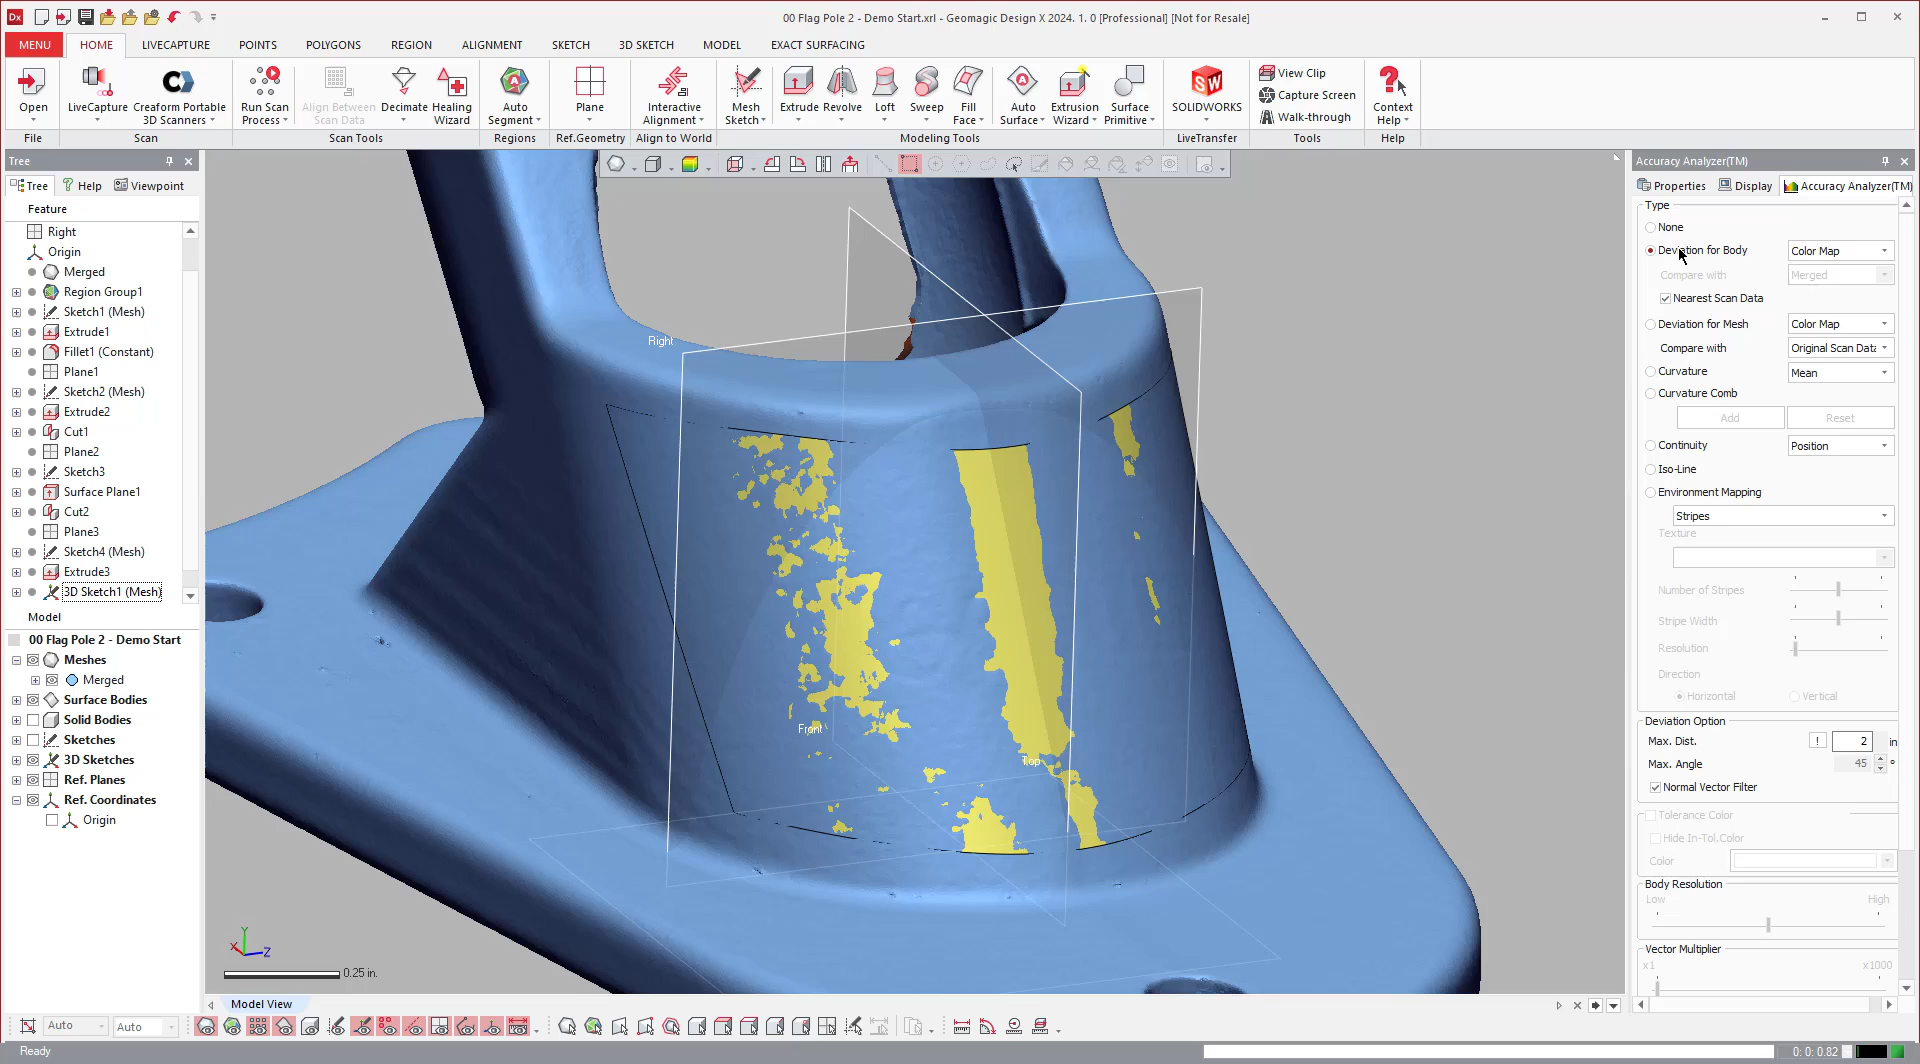 00 Flag Pole 2 - Demo Start.xrl - Geomagic Design X 2024. 1. 0 [Professional] [Not for Resale]
MENU HOME LIVECAPTURE POINTS POLYGONS REGION ALIGNMENT SKETCH 3D SKETCH MODEL EXACT SURFACING
Open
LiveCapture
Creaform Portable 3D Scanners
Run Scan Process
Align Between Scan Data
Decimate
Healing Wizard
Auto Segment
Plane
Interactive Alignment
Mesh Sketch
Extrude
Revolve
Loft
Sweep
Fill Face
Auto Surface
Extrusion Wizard
Surface Primitive
SOLIDWORKS
View Clip
Capture Screen
Walk-through
Context Help
File Scan Scan Tools Regions Ref.Geometry Align to World Modeling Tools LiveTransfer Tools Help
Tree
Tree Help Viewpoint
Feature
Right
Origin
Merged
Region Group1
Sketch1 (Mesh)
Extrude1
Fillet1 (Constant)
Plane1
Sketch2 (Mesh)
Extrude2
Cut1
Plane2
Sketch3
Surface Plane1
Cut2
Plane3
Sketch4 (Mesh)
Extrude3
3D Sketch1 (Mesh)
Model
00 Flag Pole 2 - Demo Start
Meshes
Merged
Surface Bodies
Solid Bodies
Sketches
3D Sketches
Ref. Planes
Ref. Coordinates
Origin
Right
Front
Top
Y
X
Z
0.25 in.
Model View
Auto Auto
Ready
0: 0: 0.82
Accuracy Analyzer(TM)
Properties Display Accuracy Analyzer(TM)
Type
None
Deviation for Body Color Map
Compare with Merged
Nearest Scan Data
Deviation for Mesh Color Map
Compare with Original Scan Data
Curvature Mean
Curvature Comb
Add Reset
Continuity Position
Iso-Line
Environment Mapping
Stripes
Texture
Number of Stripes
Stripe Width
Resolution
Direction
Horizontal Vertical
Deviation Option
Max. Dist. ! 2 in
Max. Angle 45 °
Normal Vector Filter
Tolerance Color
Hide In-Tol.Color
Color
Body Resolution
Low High
Vector Multiplier
x1 x1000